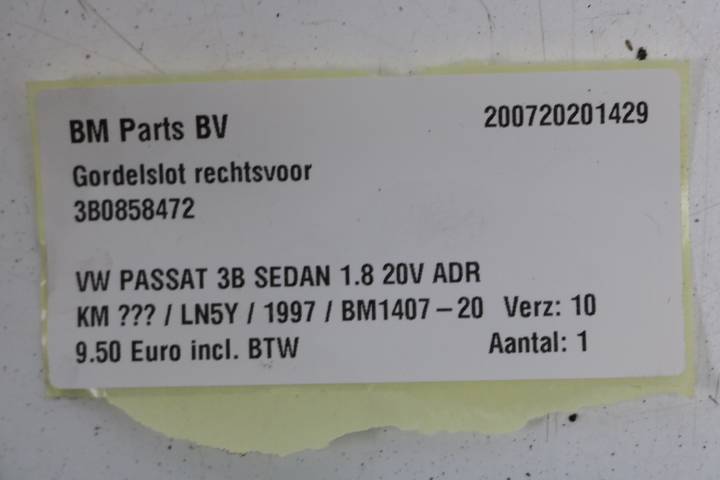 BM Parts BV 200720201429
Gordelslot rechtsvoor
3B0858472
VW PASSAT 3B SEDAN 1.8 20V ADR
KM ??? / LN5Y / 1997 / BM1407-20 Verz: 10
9.50 Euro incl. BTW Aantal: 1